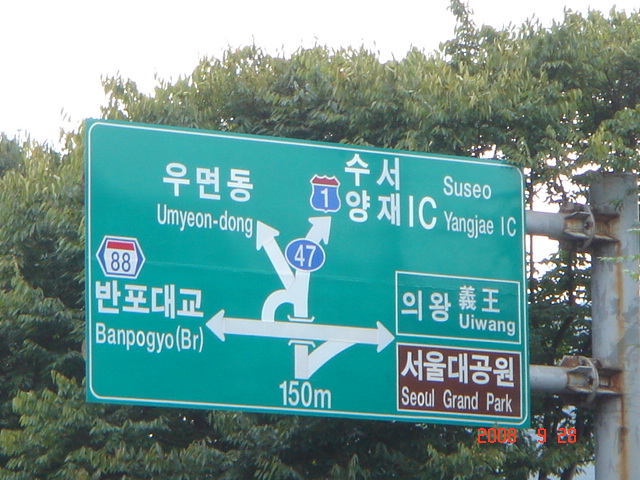 우면동
Umyeon-dong
1
수서 Suseo
양재IC Yangjae IC
47
88
반포대교
Banpogyo(Br)
의왕 義王
Uiwang
서울대공원
Seoul Grand Park
150m
2008 9 28